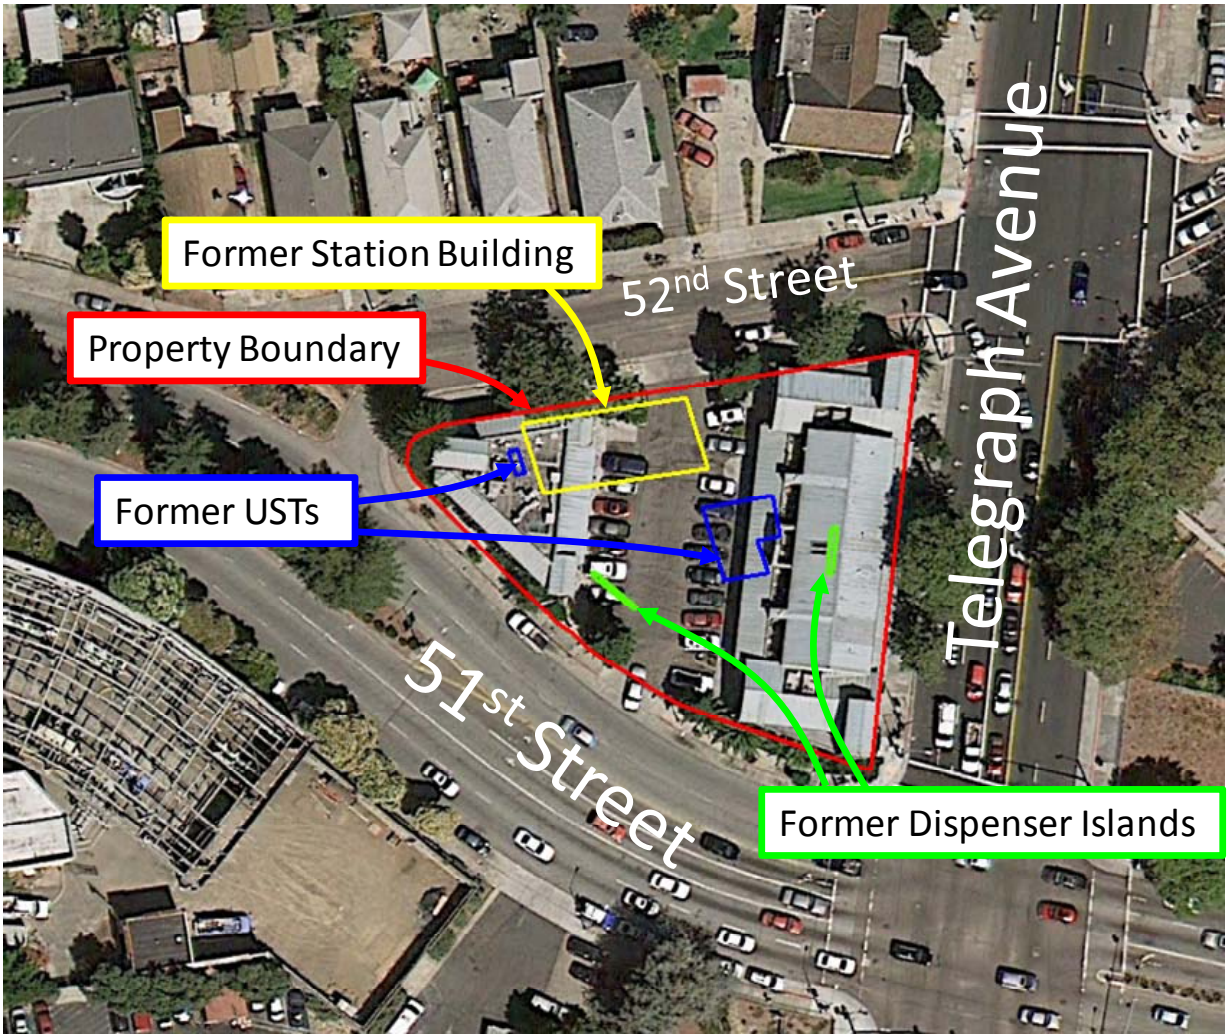 Telegraph Avenue
Former Station Building
52nd Street
Property Boundary
Former USTs
51st Street
Former Dispenser Islands